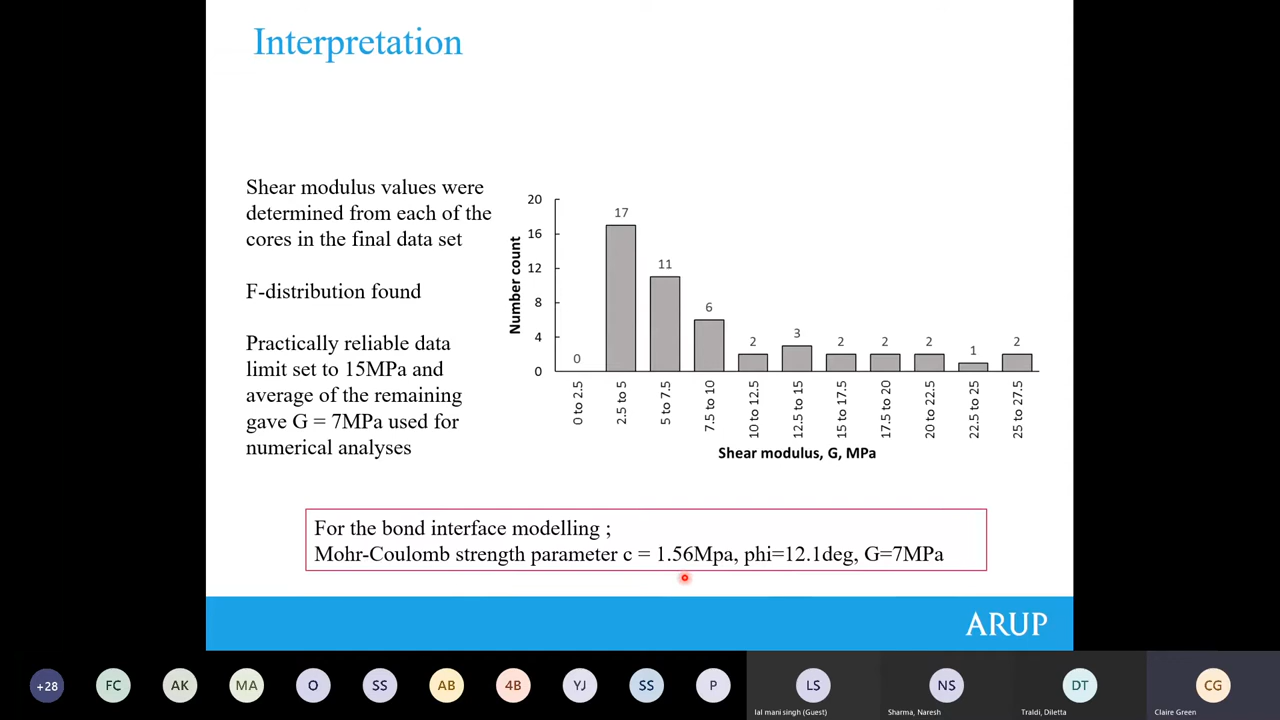 Interpretation
Shear modulus values were
determined from each of the
cores in the final data set
F-distribution found
Practically reliable data
limit set to 15MPa and
average of the remaining
gave G = 7MPa used for
numerical analyses
Number count
20
16
12
8
4
0
0
17
11
6
2
3
2
2
2
1
2
0 to 2.5
2.5 to 5
5 to 7.5
7.5 to 10
10 to 12.5
12.5 to 15
15 to 17.5
17.5 to 20
20 to 22.5
22.5 to 25
25 to 27.5
Shear modulus, G, MPa
For the bond interface modelling ;
Mohr-Coulomb strength parameter c = 1.56Mpa, phi=12.1deg, G=7MPa
ARUP
+28
FC
AK
MA
O
SS
AB
4B
YJ
SS
P
LS
lal mani singh (Guest)
NS
Sharma, Naresh
DT
Traldi, Diletta
CG
Claire Green